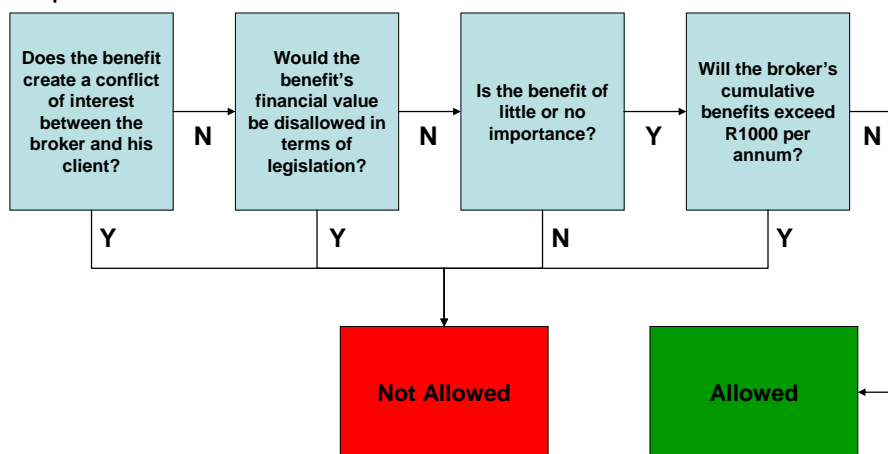 Does the benefit
create a conflict
of interest
between the
broker and his
client?
N
Would the
benefit's
financial value
be disallowed in
terms of
legislation?
N
Is the benefit of
little or no
importance?
Y
Will the broker's
cumulative
benefits exceed
R1000 per
annum?
N
Y
Y
N
Y
Not Allowed
Allowed